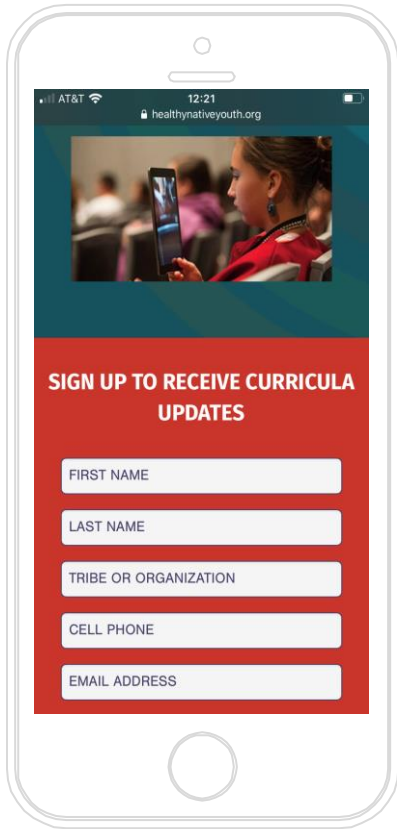 AT&T 12:21
healthynativeyouth.org
SIGN UP TO RECEIVE CURRICULA
UPDATES
FIRST NAME
LAST NAME
TRIBE OR ORGANIZATION
CELL PHONE
EMAIL ADDRESS